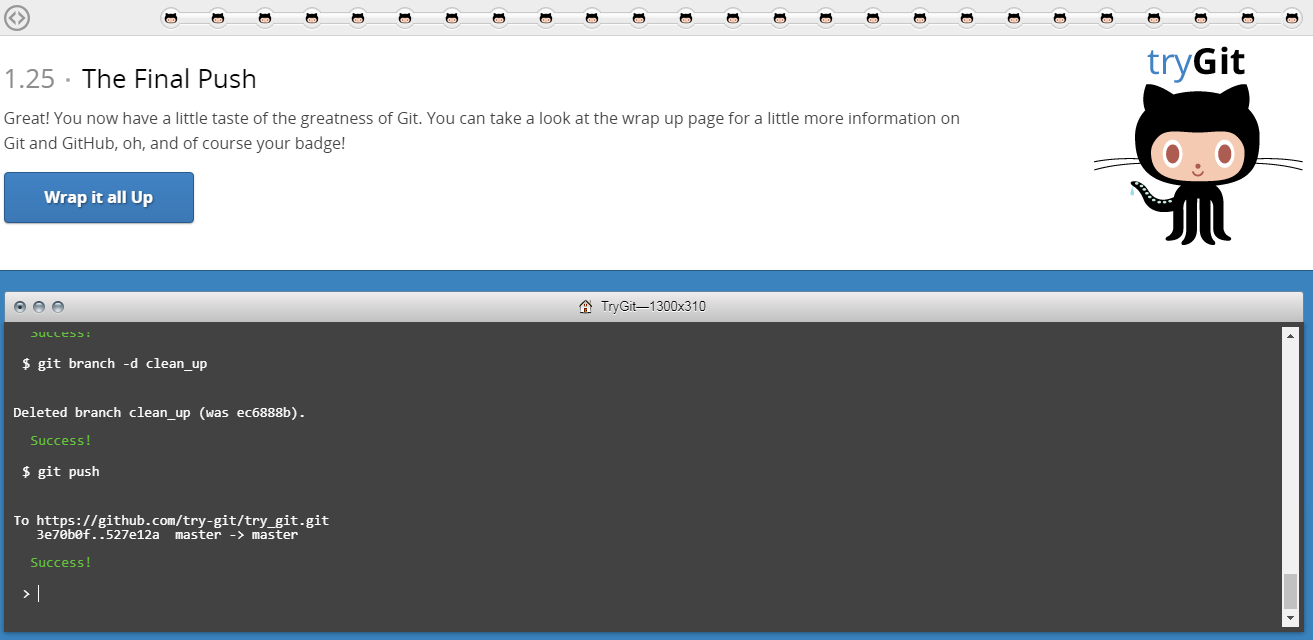 tryGit
1.25 · The Final Push
Great! You now have a little taste of the greatness of Git. You can take a look at the wrap up page for a little more information on
Git and GitHub, oh, and of course your badge!
Wrap it all Up
TryGit—1300x310
Success!
$ git branch -d clean_up
Deleted branch clean_up (was ec6888b).
Success!
$ git push
To https://github.com/try-git/try_git.git
3e70b0f..527e12a  master -> master
Success!
>